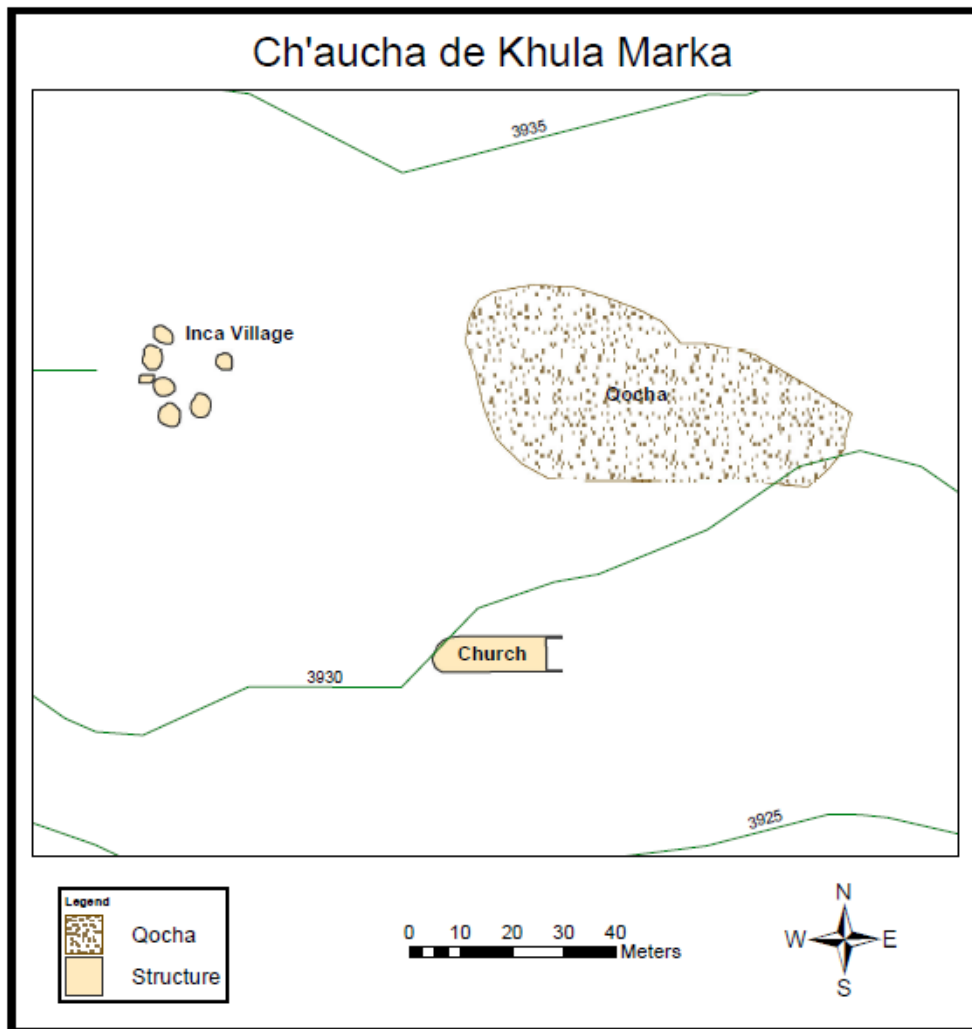 Ch'aucha de Khula Marka
3935
Inca Village
Qocha
Church
3930
3925
Legend
Qocha
Structure
0 10 20 30 40
Meters
N
W E
S